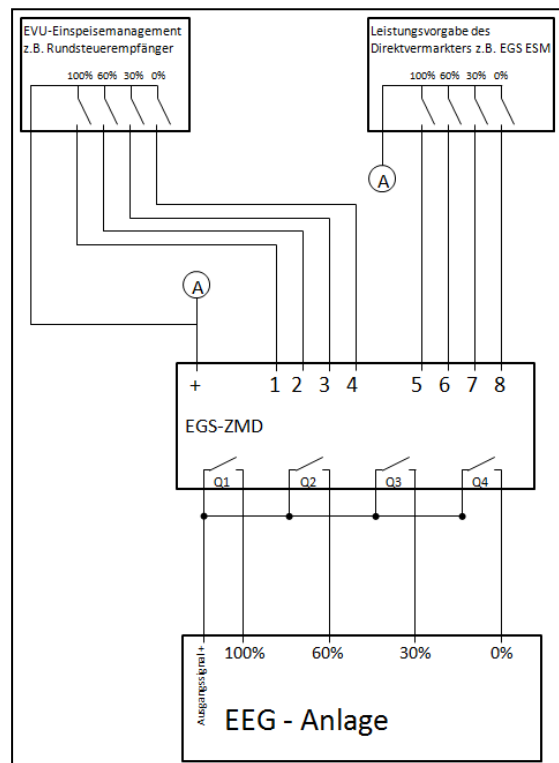 EVU-Einspeisemanagement
z.B. Rundsteuerempfänger
100% 60% 30% 0%
Leistungsvorgabe des
Direktvermarkters z.B. EGS ESM
100% 60% 30% 0%
A
A
+ 1 2 3 4 5 6 7 8
EGS-ZMD
Q1 Q2 Q3 Q4
Ausgangssignal +
100% 60% 30% 0%
EEG - Anlage